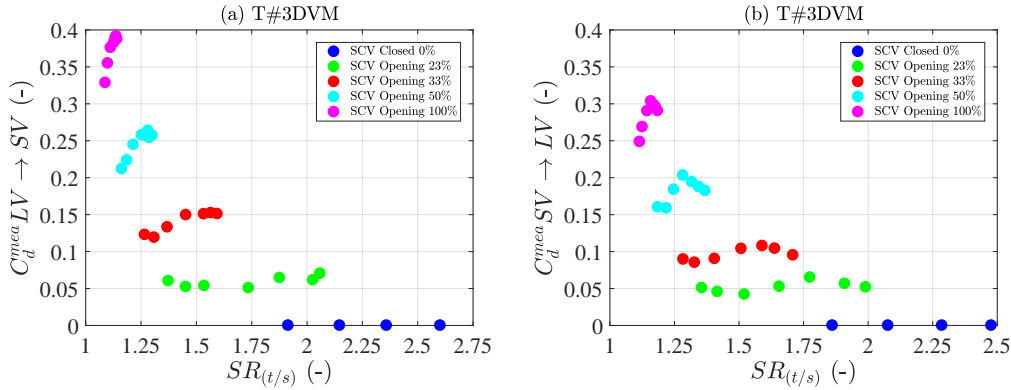 (a) T#3DVM
0.4
0.35
0.3
0.25
0.2
0.15
0.1
0.05
0
C_d^{mea} LV → SV (-)
SCV Closed 0%
SCV Opening 23%
SCV Opening 33%
SCV Opening 50%
SCV Opening 100%
1 1.25 1.5 1.75 2 2.25 2.5 2.75
SR_{(t/s)} (-)
(b) T#3DVM
0.4
0.35
0.3
0.25
0.2
0.15
0.1
0.05
0
C_d^{mea} SV → LV (-)
SCV Closed 0%
SCV Opening 23%
SCV Opening 33%
SCV Opening 50%
SCV Opening 100%
1 1.25 1.5 1.75 2 2.25 2.5
SR_{(t/s)} (-)